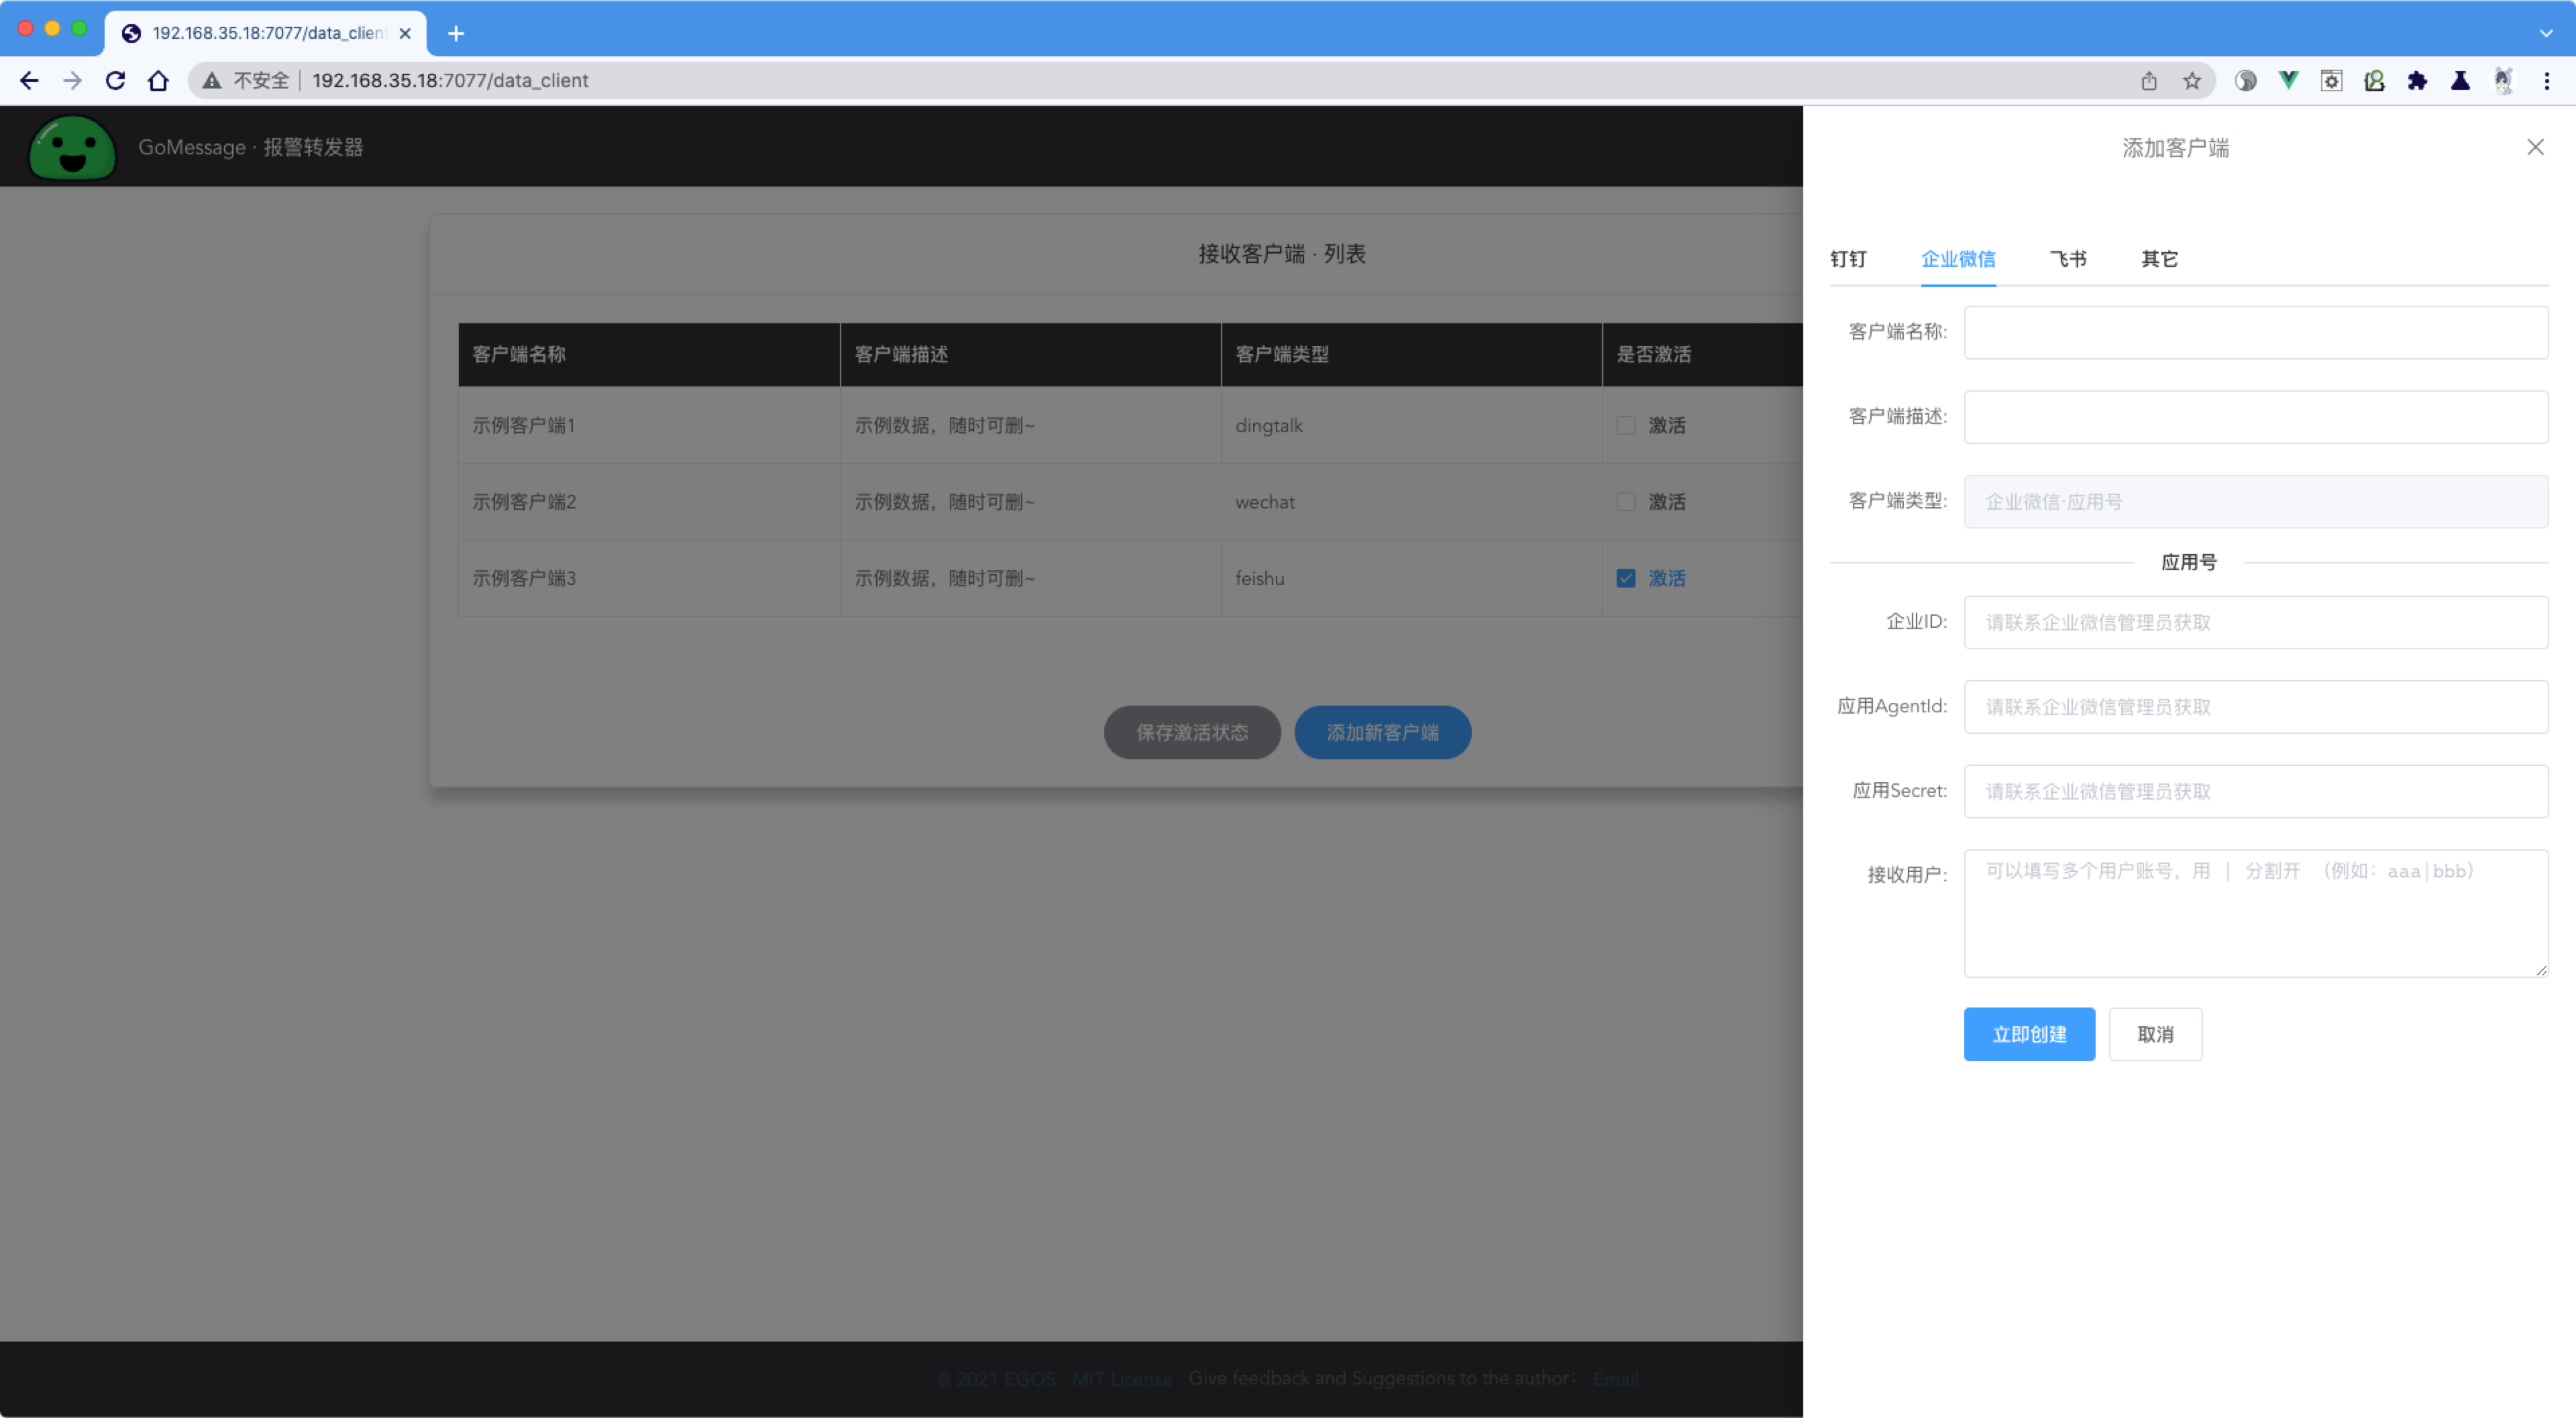 192.168.35.18:7077/data_clien
不安全 192.168.35.18:7077/data_client
GoMessage · 报警转发器
接收客户端 · 列表
客户端名称 客户端描述 客户端类型 是否激活
示例客户端1 示例数据，随时可删~ dingtalk 激活
示例客户端2 示例数据，随时可删~ wechat 激活
示例客户端3 示例数据，随时可删~ feishu 激活
保存激活状态 添加新客户端
@ 2021 EGOS MIT License Give feedback and Suggestions to the author： Email
添加客户端
钉钉 企业微信 飞书 其它
客户端名称:
客户端描述:
客户端类型: 企业微信·应用号
应用号
企业ID: 请联系企业微信管理员获取
应用AgentId: 请联系企业微信管理员获取
应用Secret: 请联系企业微信管理员获取
接收用户: 可以填写多个用户账号，用 | 分割开 （例如：aaa|bbb）
立即创建 取消